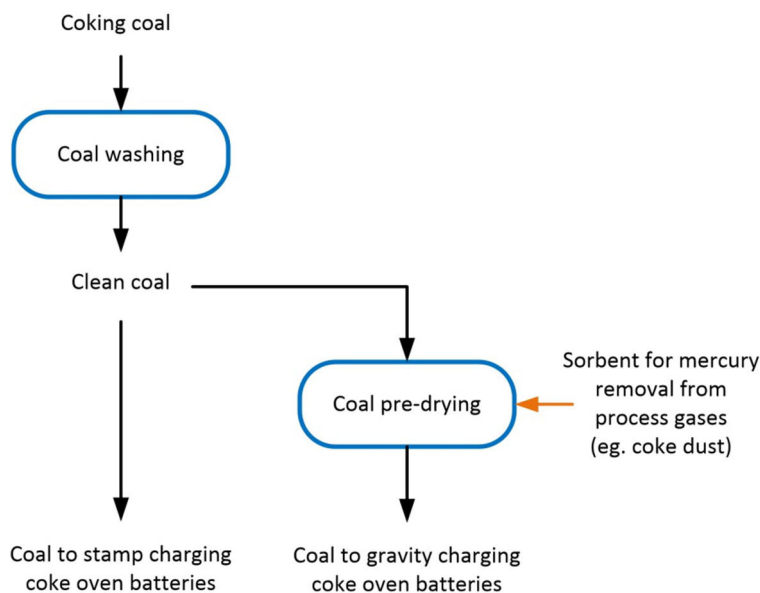 Coking coal
Coal washing
Clean coal
Coal pre-drying
Sorbent for mercury
removal from
process gases
(eg. coke dust)
Coal to stamp charging
coke oven batteries
Coal to gravity charging
coke oven batteries